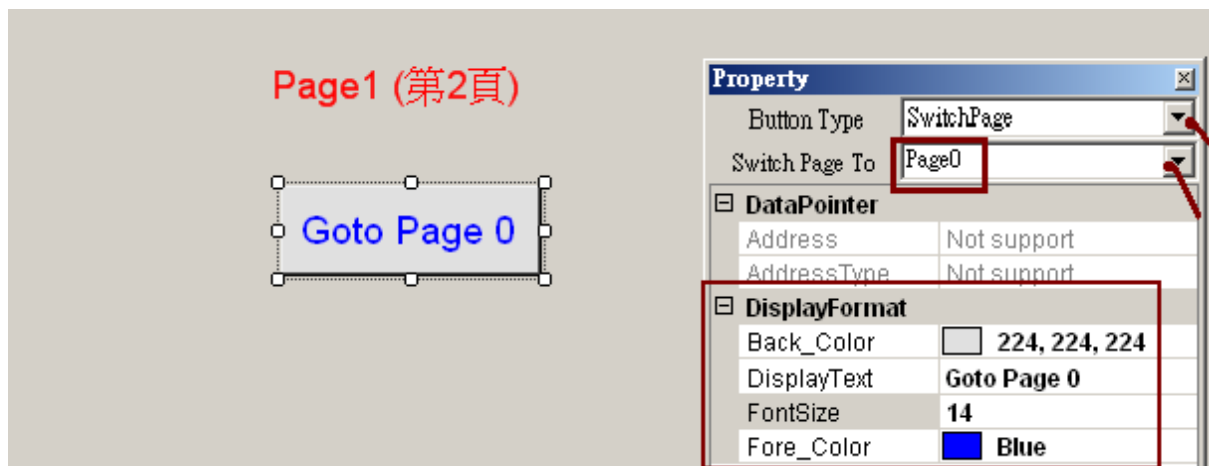 Page1 (第2頁)
Goto Page 0
Property
Button Type SwitchPage
Switch Page To Page0
DataPointer
Address Not support
AddressType Not support
DisplayFormat
Back_Color 224, 224, 224
DisplayText Goto Page 0
FontSize 14
Fore_Color Blue